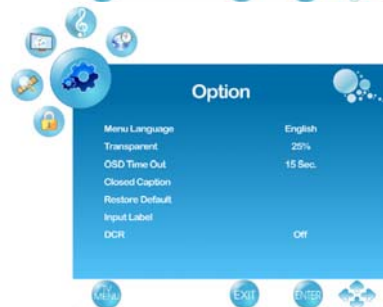 Option
Menu Language English
Transparent 25%
OSD Time Out 15 Sec.
Closed Caption
Restore Default
Input Label
DCR Off
TV MENU EXIT ENTER